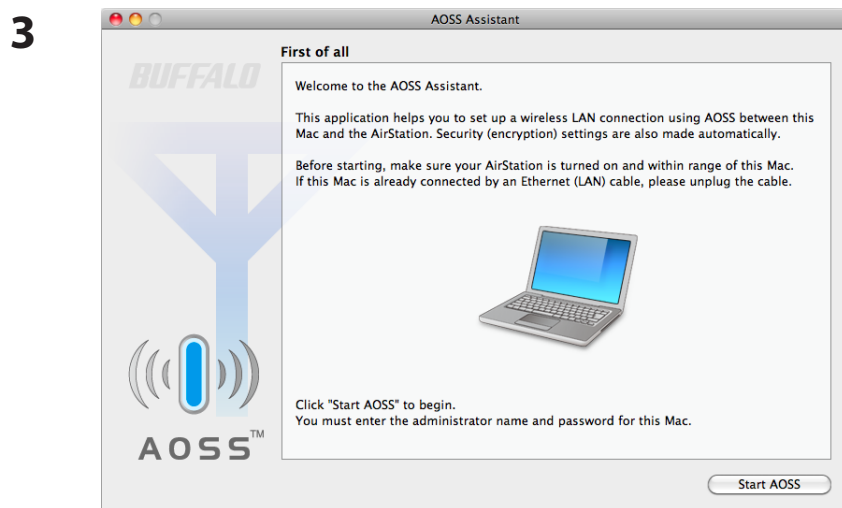 3
AOSS Assistant
First of all
BUFFALO
Welcome to the AOSS Assistant.
This application helps you to set up a wireless LAN connection using AOSS between this
Mac and the AirStation. Security (encryption) settings are also made automatically.
Before starting, make sure your AirStation is turned on and within range of this Mac.
If this Mac is already connected by an Ethernet (LAN) cable, please unplug the cable.
Click "Start AOSS" to begin.
You must enter the administrator name and password for this Mac.
AOSS™
Start AOSS